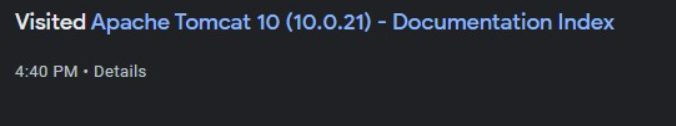 Visited Apache Tomcat 10 (10.0.21) - Documentation Index
4:40 PM • Details